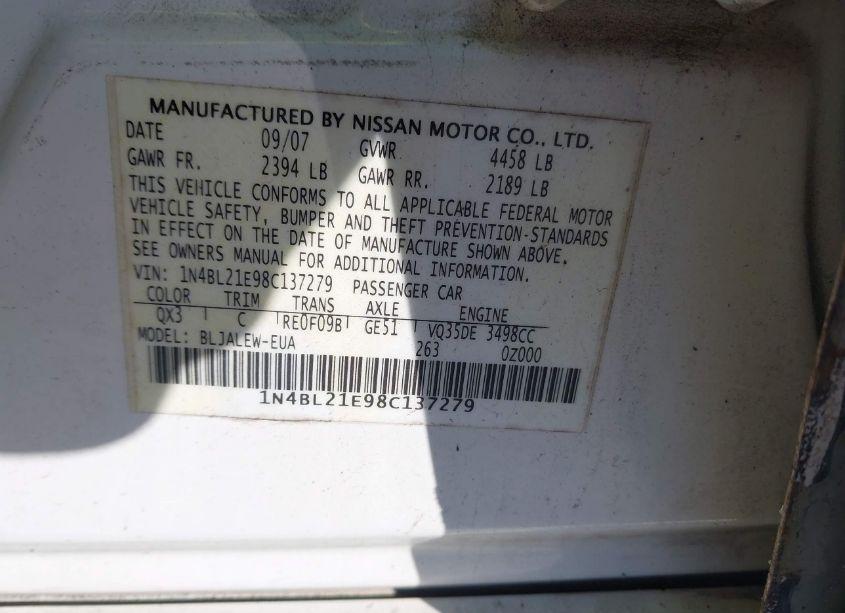 MANUFACTURED BY NISSAN MOTOR CO., LTD.
DATE 09/07 GVWR 4458 LB
GAWR FR. 2394 LB GAWR RR. 2189 LB
THIS VEHICLE CONFORMS TO ALL APPLICABLE FEDERAL MOTOR
VEHICLE SAFETY, BUMPER AND THEFT PREVENTION-STANDARDS
IN EFFECT ON THE DATE OF MANUFACTURE SHOWN ABOVE.
SEE OWNERS MANUAL FOR ADDITIONAL INFORMATION.
VIN: 1N4BL21E98C137279 PASSENGER CAR
COLOR TRIM TRANS AXLE ENGINE
QX3 C RE0F09B GE51 VQ35DE 3498CC
MODEL: BLJALEW-EUA 263 0Z000
1N4BL21E98C137279